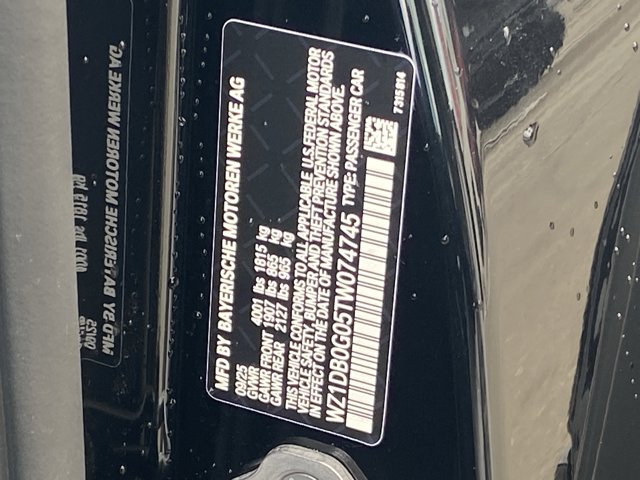 MFD BY BAYERISCHE MOTOREN WERKE AG
09/25
GVWR 4001 lbs 1815 kg
GAWR FRONT 1907 lbs 865 kg
GAWR REAR 2127 lbs 965 kg
THIS VEHICLE CONFORMS TO ALL APPLICABLE U.S. FEDERAL MOTOR
VEHICLE SAFETY, BUMPER AND THEFT PREVENTION STANDARDS
IN EFFECT ON THE DATE OF MANUFACTURE SHOWN ABOVE.
WZ1DB0G05TW074745 TYPE: PASSENGER CAR
7315614